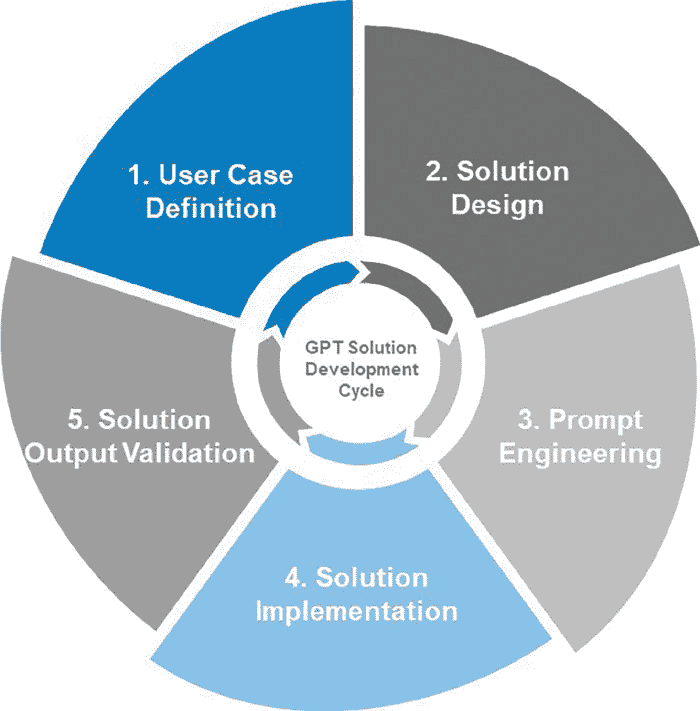 1. User Case
Definition
2. Solution
Design
3. Prompt
Engineering
4. Solution
Implementation
5. Solution
Output Validation
GPT Solution
Development
Cycle